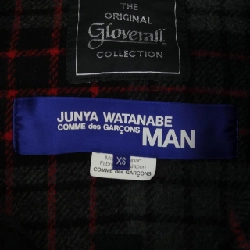 THE
ORIGINAL
Gloverall
COLLECTION
JUNYA WATANABE
COMME des GARÇONS MAN
XS